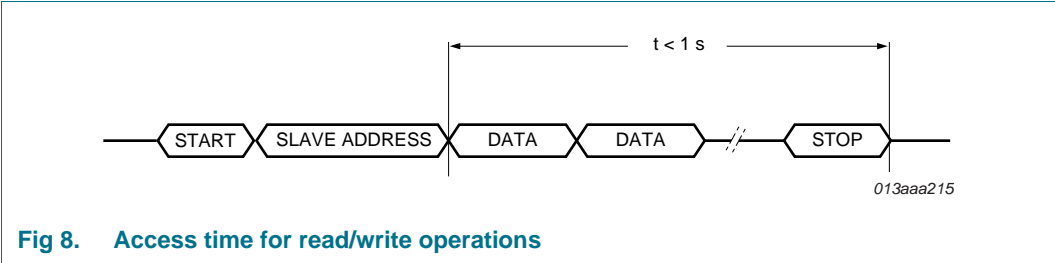 t < 1 s
START SLAVE ADDRESS DATA DATA STOP
013aaa215
Fig 8. Access time for read/write operations